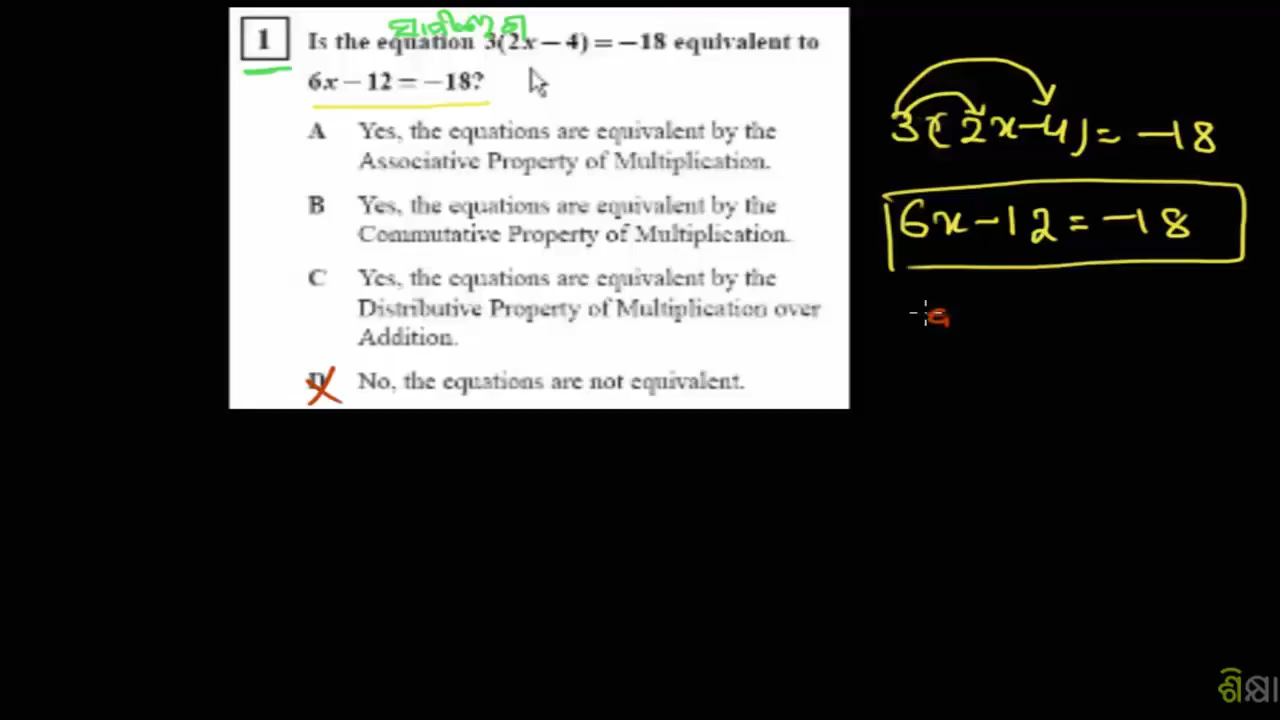 ସମୀକରଣ
1 Is the equation 3(2x − 4) = −18 equivalent to
6x − 12 = −18?
A Yes, the equations are equivalent by the
Associative Property of Multiplication.
B Yes, the equations are equivalent by the
Commutative Property of Multiplication.
C Yes, the equations are equivalent by the
Distributive Property of Multiplication over
Addition.
D No, the equations are not equivalent.
3(2x-4) = -18
6x-12 = -18
a
ଶିକ୍ଷା